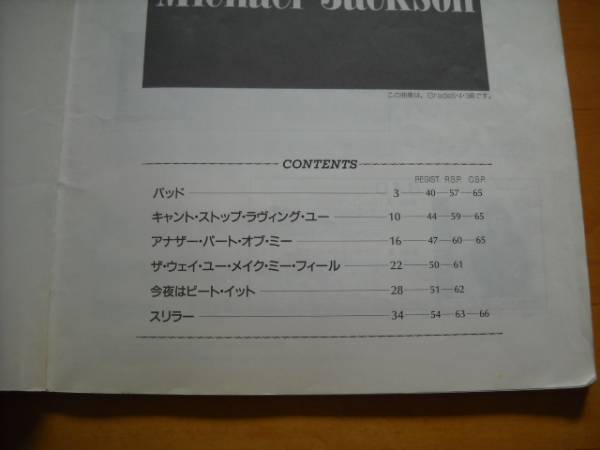 Michael Jackson
この曲集は、Grade5・4・3級です。
CONTENTS
REGIST. R.S.P. C.S.P.
バッド 3 40 57 65
キャント・ストップ・ラヴィング・ユー 10 44 59 65
アナザー・パート・オブ・ミー 16 47 60 65
ザ・ウェイ・ユー・メイク・ミー・フィール 22 50 61
今夜はビート・イット 28 51 62
スリラー 34 54 63 66